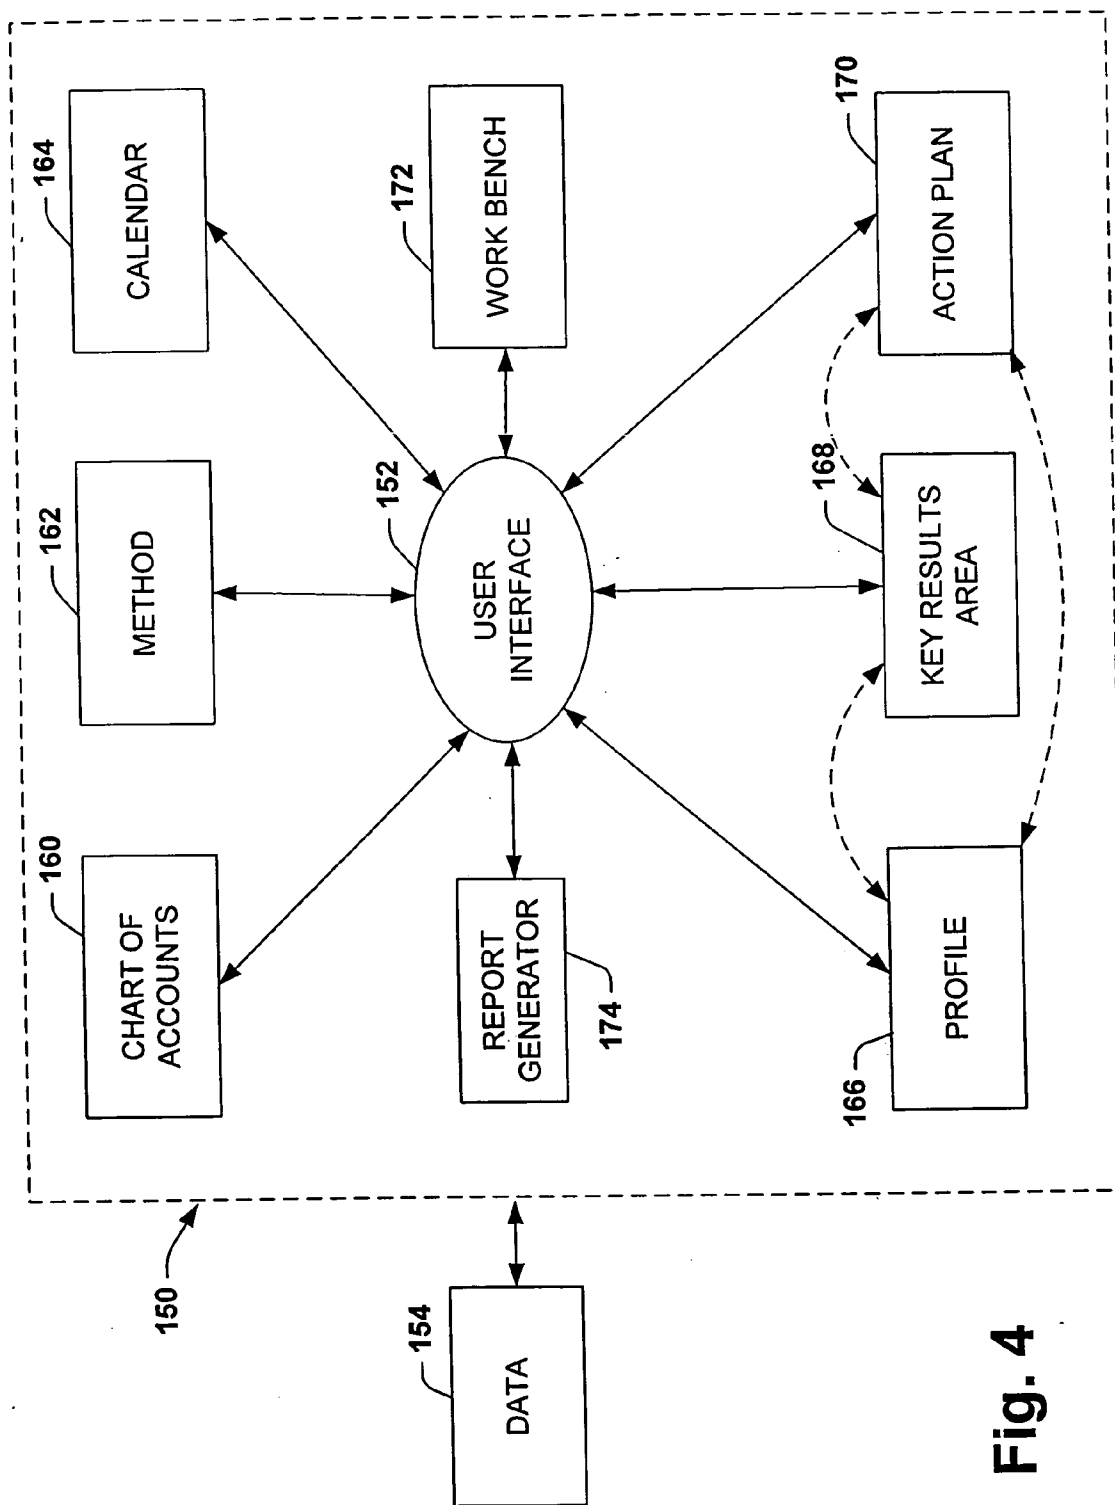 160
CHART OF
ACCOUNTS
162
METHOD
164
CALENDAR
150
154
DATA
REPORT
GENERATOR
174
152
USER
INTERFACE
172
WORK BENCH
166
PROFILE
168
KEY RESULTS
AREA
170
ACTION PLAN
Fig. 4